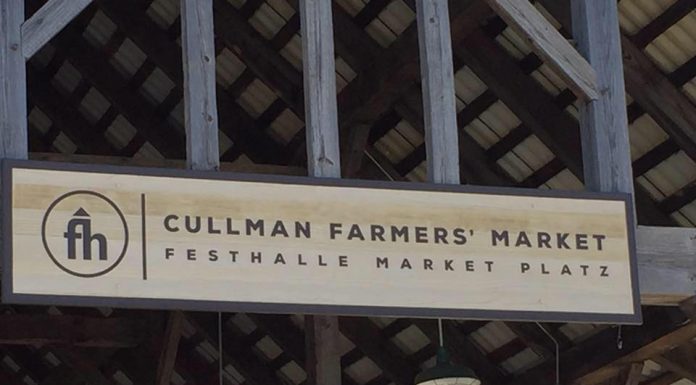 fh
CULLMAN FARMERS' MARKET
FESTHALLE MARKET PLATZ